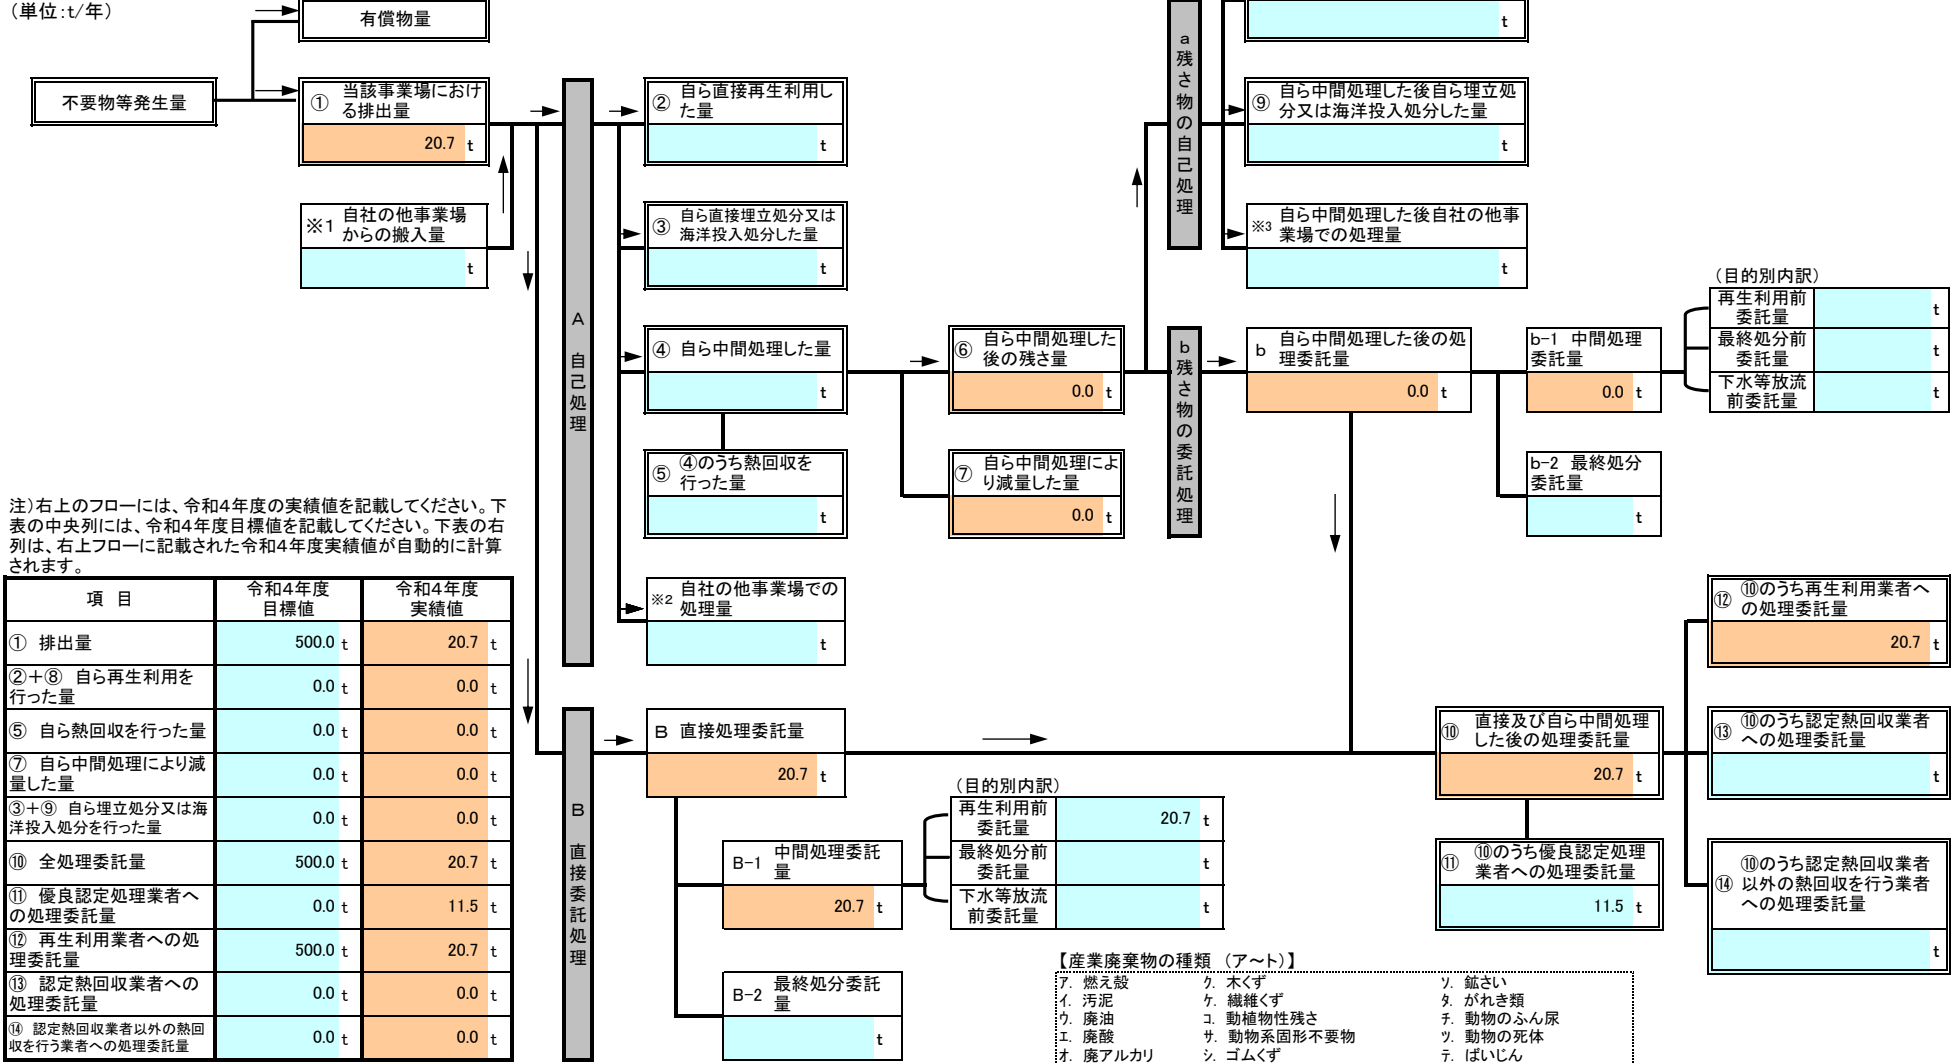 （単位:t/年）
有償物量
不要物等発生量
① 当該事業場におけ
る排出量
20.7 t
※1 自社の他事業場
からの搬入量
t
A 自己処理
② 自ら直接再生利用し
た量
t
③ 自ら直接埋立処分又は
海洋投入処分した量
t
④ 自ら中間処理した量
t
⑤ ④のうち熱回収を
行った量
t
※2 自社の他事業場での
処理量
t
⑥ 自ら中間処理した
後の残さ量
0.0 t
⑦ 自ら中間処理によ
り減量した量
0.0 t
a残さ物の自己処理
t
⑨ 自ら中間処理した後自ら埋立処
分又は海洋投入処分した量
t
※3 自ら中間処理した後自社の他事
業場での処理量
t
b残さ物の委託処理
b 自ら中間処理した後の処
理委託量
0.0 t
b-1 中間処理
委託量
0.0 t
（目的別内訳）
再生利用前
委託量 t
最終処分前
委託量 t
下水等放流
前委託量 t
b-2 最終処分
委託量
t
注）右上のフローには、令和4年度の実績値を記載してください。下
表の中央列には、令和4年度目標値を記載してください。下表の右
列は、右上フローに記載された令和4年度実績値が自動的に計算
されます。
項 目 令和4年度
目標値 令和4年度
実績値
① 排出量 500.0 t 20.7 t
②＋⑧ 自ら再生利用を
行った量 0.0 t 0.0 t
⑤ 自ら熱回収を行った量 0.0 t 0.0 t
⑦ 自ら中間処理により減
量した量 0.0 t 0.0 t
③＋⑨ 自ら埋立処分又は海
洋投入処分を行った量 0.0 t 0.0 t
⑩ 全処理委託量 500.0 t 20.7 t
⑪ 優良認定処理業者へ
の処理委託量 0.0 t 11.5 t
⑫ 再生利用業者への処
理委託量 500.0 t 20.7 t
⑬ 認定熱回収業者への
処理委託量 0.0 t 0.0 t
⑭ 認定熱回収業者以外の熱回
収を行う業者への処理委託量 0.0 t 0.0 t
B 直接委託処理
B 直接処理委託量
20.7 t
B-1 中間処理委託
量
20.7 t
（目的別内訳）
再生利用前
委託量 20.7 t
最終処分前
委託量 t
下水等放流
前委託量 t
B-2 最終処分委託
量
t
⑩ 直接及び自ら中間処理
した後の処理委託量
20.7 t
⑪ ⑩のうち優良認定処理
業者への処理委託量
11.5 t
⑫ ⑩のうち再生利用業者へ
の処理委託量
20.7 t
⑬ ⑩のうち認定熱回収業者
への処理委託量
t
⑭ ⑩のうち認定熱回収業者
以外の熱回収を行う業者
への処理委託量
t
【産業廃棄物の種類 （ア～ト）】
ア. 燃え殻 ク. 木くず ソ. 鉱さい
イ. 汚泥 ケ. 繊維くず タ. がれき類
ウ. 廃油 コ. 動植物性残さ チ. 動物のふん尿
エ. 廃酸 サ. 動物系固形不要物 ツ. 動物の死体
オ. 廃アルカリ シ. ゴムくず テ. ばいじん